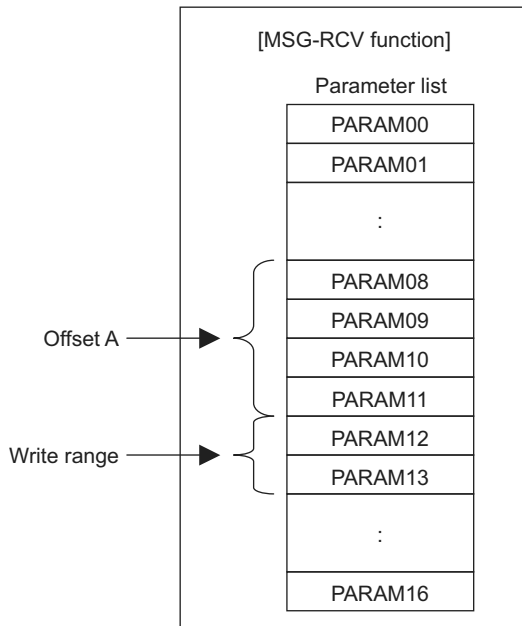 [MSG-RCV function]
Parameter list
PARAM00
PARAM01
:
PARAM08
Offset A
PARAM09
PARAM10
PARAM11
PARAM12
Write range
PARAM13
:
PARAM16